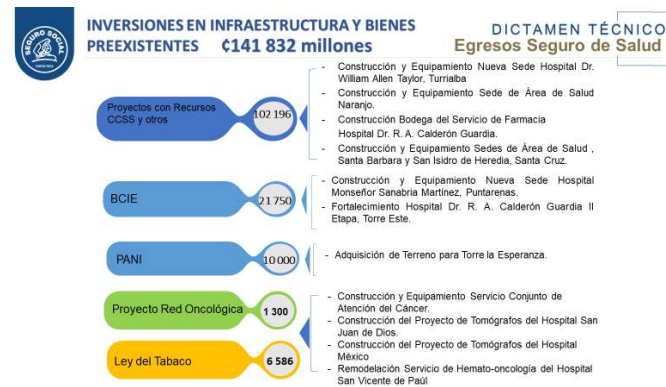 INVERSIONES EN INFRAESTRUCTURA Y BIENES
PREEXISTENTES ₡141 832 millones
DICTAMEN TÉCNICO
Egresos Seguro de Salud
SEGURO SOCIAL
COSTA RICA
Proyectos con Recursos
CCSS y otros
102 196
- Construcción y Equipamiento Nueva Sede Hospital Dr.
William Allen Taylor, Turrialba
- Construcción y Equipamiento Sede de Área de Salud
Naranjo.
- Construcción Bodega del Servicio de Farmacia
Hospital Dr. R. A. Calderón Guardia.
- Construcción y Equipamiento Sedes de Área de Salud ,
Santa Barbara y San Isidro de Heredia, Santa Cruz.
BCIE
21 750
- Construcción y Equipamiento Nueva Sede Hospital
Monseñor Sanabria Martínez, Puntarenas.
- Fortalecimiento Hospital Dr. R. A. Calderón Guardia II
Etapa, Torre Este.
PANI
10 000
- Adquisición de Terreno para Torre la Esperanza.
Proyecto Red Oncológica
1 300
Ley del Tabaco
6 586
- Construcción y Equipamiento Servicio Conjunto de
Atención del Cáncer.
- Construcción del Proyecto de Tomógrafos del Hospital San
Juan de Dios.
- Construcción del Proyecto de Tomógrafos del Hospital
México
- Remodelación Servicio de Hemato-oncología del Hospital
San Vicente de Paúl